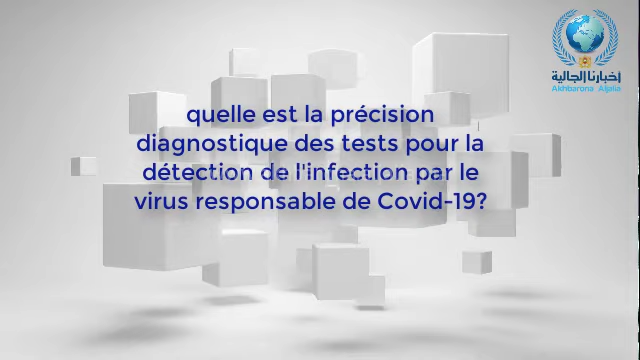 أخبارنا الجالية
Akhbarona Aljalia
quelle est la précision
diagnostique des tests pour la
détection de l'infection par le
virus responsable de Covid-19?